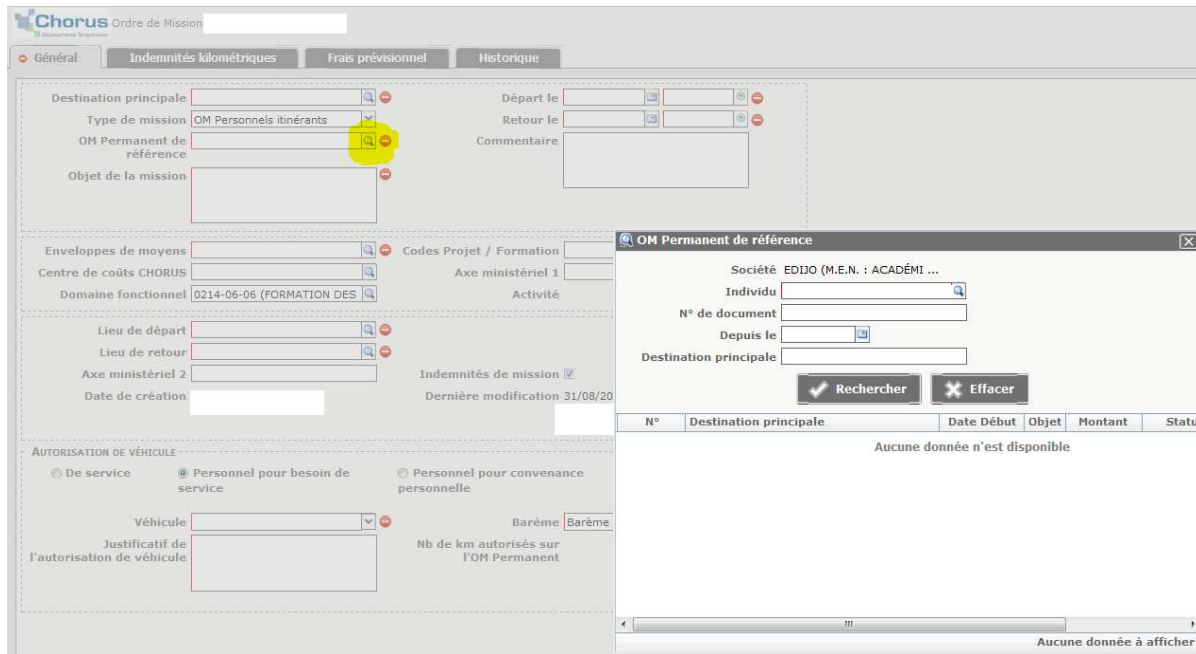 Chorus Ordre de Mission
Déplacements Temporaires
Général Indemnités kilométriques Frais prévisionnel Historique
Destination principale Départ le
Type de mission OM Personnels itinérants Retour le
OM Permanent de référence Commentaire
Objet de la mission
Enveloppes de moyens Codes Projet / Formation
Centre de coûts CHORUS Axe ministériel 1
Domaine fonctionnel 0214-06-06 (FORMATION DES Activité
Lieu de départ
Lieu de retour
Axe ministériel 2 Indemnités de mission
Date de création Dernière modification 31/08/20
AUTORISATION DE VÉHICULE
De service Personnel pour besoin de service Personnel pour convenance personnelle
Véhicule Barème Barème
Justificatif de l'autorisation de véhicule Nb de km autorisés sur l'OM Permanent
OM Permanent de référence
Société EDIJO (M.E.N. : ACADÉMI ...
Individu
N° de document
Depuis le
Destination principale
Rechercher Effacer
N° Destination principale Date Début Objet Montant Statu
Aucune donnée n'est disponible
Aucune donnée à afficher